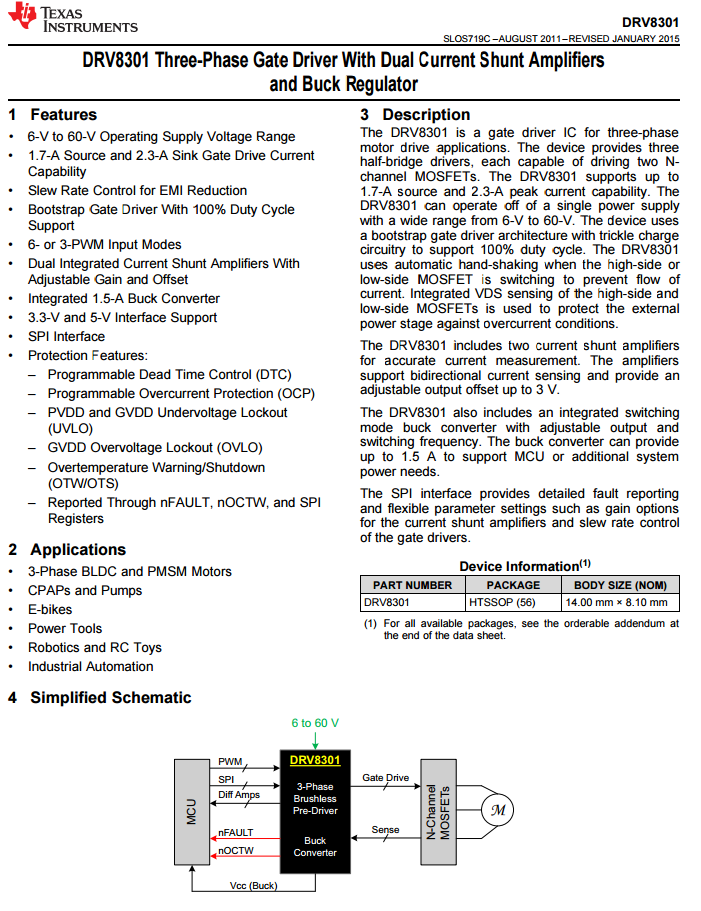 TEXAS
INSTRUMENTS
DRV8301
SLOS719C –AUGUST 2011–REVISED JANUARY 2015
DRV8301 Three-Phase Gate Driver With Dual Current Shunt Amplifiers
and Buck Regulator
1 Features
• 6-V to 60-V Operating Supply Voltage Range
• 1.7-A Source and 2.3-A Sink Gate Drive Current
Capability
• Slew Rate Control for EMI Reduction
• Bootstrap Gate Driver With 100% Duty Cycle
Support
• 6- or 3-PWM Input Modes
• Dual Integrated Current Shunt Amplifiers With
Adjustable Gain and Offset
• Integrated 1.5-A Buck Converter
• 3.3-V and 5-V Interface Support
• SPI Interface
• Protection Features:
– Programmable Dead Time Control (DTC)
– Programmable Overcurrent Protection (OCP)
– PVDD and GVDD Undervoltage Lockout
(UVLO)
– GVDD Overvoltage Lockout (OVLO)
– Overtemperature Warning/Shutdown
(OTW/OTS)
– Reported Through nFAULT, nOCTW, and SPI
Registers
2 Applications
• 3-Phase BLDC and PMSM Motors
• CPAPs and Pumps
• E-bikes
• Power Tools
• Robotics and RC Toys
• Industrial Automation
3 Description
The DRV8301 is a gate driver IC for three-phase
motor drive applications. The device provides three
half-bridge drivers, each capable of driving two N-
channel MOSFETs. The DRV8301 supports up to
1.7-A source and 2.3-A peak current capability. The
DRV8301 can operate off of a single power supply
with a wide range from 6-V to 60-V. The device uses
a bootstrap gate driver architecture with trickle charge
circuitry to support 100% duty cycle. The DRV8301
uses automatic hand-shaking when the high-side or
low-side MOSFET is switching to prevent flow of
current. Integrated VDS sensing of the high-side and
low-side MOSFETs is used to protect the external
power stage against overcurrent conditions.
The DRV8301 includes two current shunt amplifiers
for accurate current measurement. The amplifiers
support bidirectional current sensing and provide an
adjustable output offset up to 3 V.
The DRV8301 also includes an integrated switching
mode buck converter with adjustable output and
switching frequency. The buck converter can provide
up to 1.5 A to support MCU or additional system
power needs.
The SPI interface provides detailed fault reporting
and flexible parameter settings such as gain options
for the current shunt amplifiers and slew rate control
of the gate drivers.
Device Information(1)
PART NUMBER PACKAGE BODY SIZE (NOM)
DRV8301 HTSSOP (56) 14.00 mm × 8.10 mm
(1) For all available packages, see the orderable addendum at
the end of the data sheet.
4 Simplified Schematic
6 to 60 V
MCU
PWM
SPI
Diff Amps
nFAULT
nOCTW
Vcc (Buck)
DRV8301
3-Phase
Brushless
Pre-Driver
Buck
Converter
Gate Drive
Sense
N-Channel
MOSFETs
M